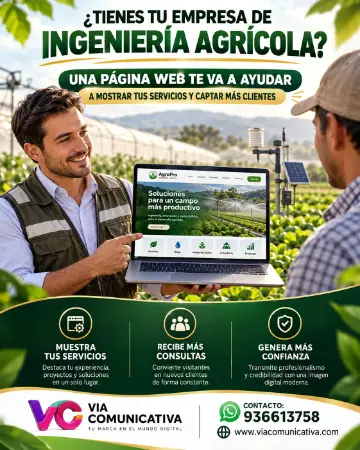 ¿TIENES TU EMPRESA DE
INGENIERÍA AGRÍCOLA?
UNA PÁGINA WEB TE VA A AYUDAR
A MOSTRAR TUS SERVICIOS Y CAPTAR MÁS CLIENTES
AgroPro
Soluciones
para un campo
más productivo
MUESTRA
TUS SERVICIOS
Destaca tu experiencia,
proyectos y soluciones
en un solo lugar.
RECIBE MÁS
CONSULTAS
Convierte visitantes
en nuevos clientes
de forma constante.
GENERA MÁS
CONFIANZA
Transmite profesionalismo
y credibilidad con una imagen
digital moderna.
VC
VIA
COMUNICATIVA
TU MARCA EN EL MUNDO DIGITAL
CONTACTO:
936613758
www.viacomunicativa.com